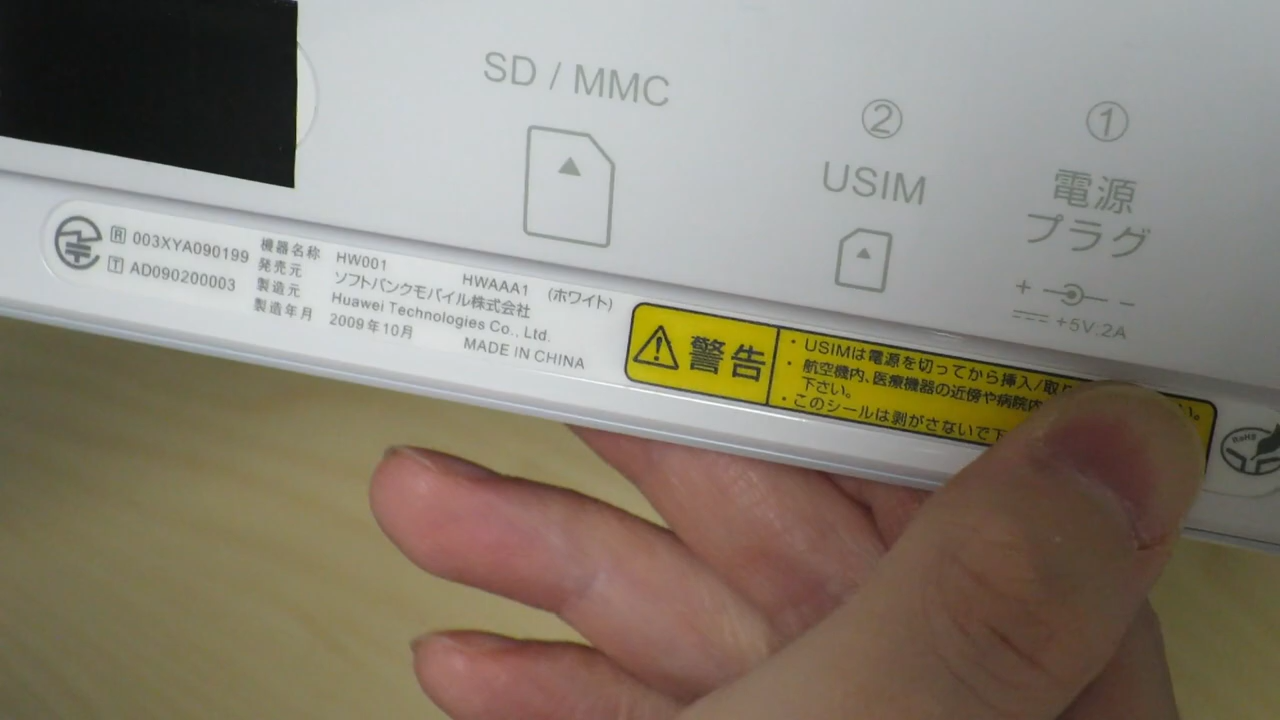 SD / MMC
②
USIM
①
電源
プラグ
+ −
+5V 2A
R 003XYA090199
T AD090200003
機器名称 HW001 HWAAA1 (ホワイト)
発売元 ソフトバンクモバイル株式会社
製造元 Huawei Technologies Co., Ltd.
製造年月 2009年10月 MADE IN CHINA
警告
・USIMは電源を切ってから挿入/取り い。
・航空機内、医療機器の近傍や病院内
下さい。
・このシールは剥がさないで下
RoHS